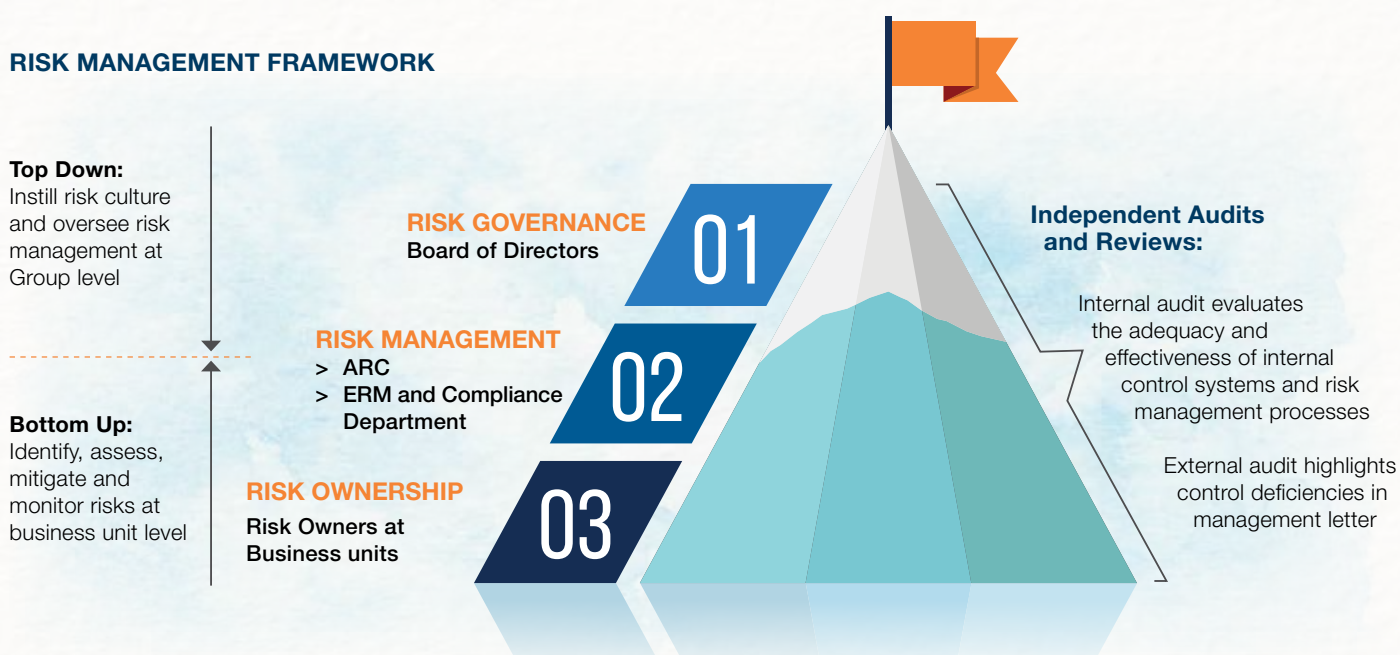 RISK MANAGEMENT FRAMEWORK
Top Down:
Instill risk culture
and oversee risk
management at
Group level
Bottom Up:
Identify, assess,
mitigate and
monitor risks at
business unit level
RISK GOVERNANCE
Board of Directors
01
RISK MANAGEMENT
> ARC
> ERM and Compliance
Department
02
RISK OWNERSHIP
Risk Owners at
Business units
03
Independent Audits
and Reviews:
Internal audit evaluates
the adequacy and
effectiveness of internal
control systems and risk
management processes
External audit highlights
control deficiencies in
management letter